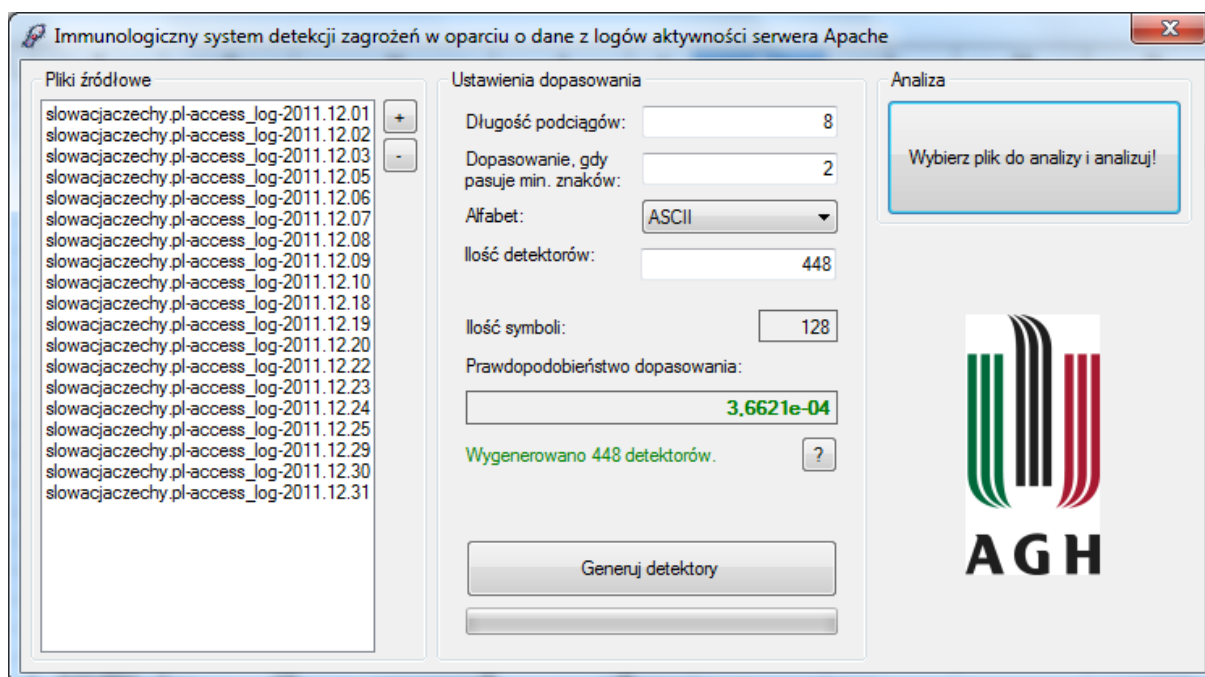 Immunologiczny system detekcji zagrożeń w oparciu o dane z logów aktywności serwera Apache
x
Pliki źródłowe
slowacjaczechy.pl-access_log-2011.12.01
slowacjaczechy.pl-access_log-2011.12.02
slowacjaczechy.pl-access_log-2011.12.03
slowacjaczechy.pl-access_log-2011.12.05
slowacjaczechy.pl-access_log-2011.12.06
slowacjaczechy.pl-access_log-2011.12.07
slowacjaczechy.pl-access_log-2011.12.08
slowacjaczechy.pl-access_log-2011.12.09
slowacjaczechy.pl-access_log-2011.12.10
slowacjaczechy.pl-access_log-2011.12.18
slowacjaczechy.pl-access_log-2011.12.19
slowacjaczechy.pl-access_log-2011.12.20
slowacjaczechy.pl-access_log-2011.12.22
slowacjaczechy.pl-access_log-2011.12.23
slowacjaczechy.pl-access_log-2011.12.24
slowacjaczechy.pl-access_log-2011.12.25
slowacjaczechy.pl-access_log-2011.12.29
slowacjaczechy.pl-access_log-2011.12.30
slowacjaczechy.pl-access_log-2011.12.31
+
-
Ustawienia dopasowania
Długość podciągów: 8
Dopasowanie, gdy
pasuje min. znaków: 2
Alfabet: ASCII
Ilość detektorów: 448
Ilość symboli: 128
Prawdopodobieństwo dopasowania:
3,6621e-04
Wygenerowano 448 detektorów. ?
Generuj detektory
Analiza
Wybierz plik do analizy i analizuj!
AGH